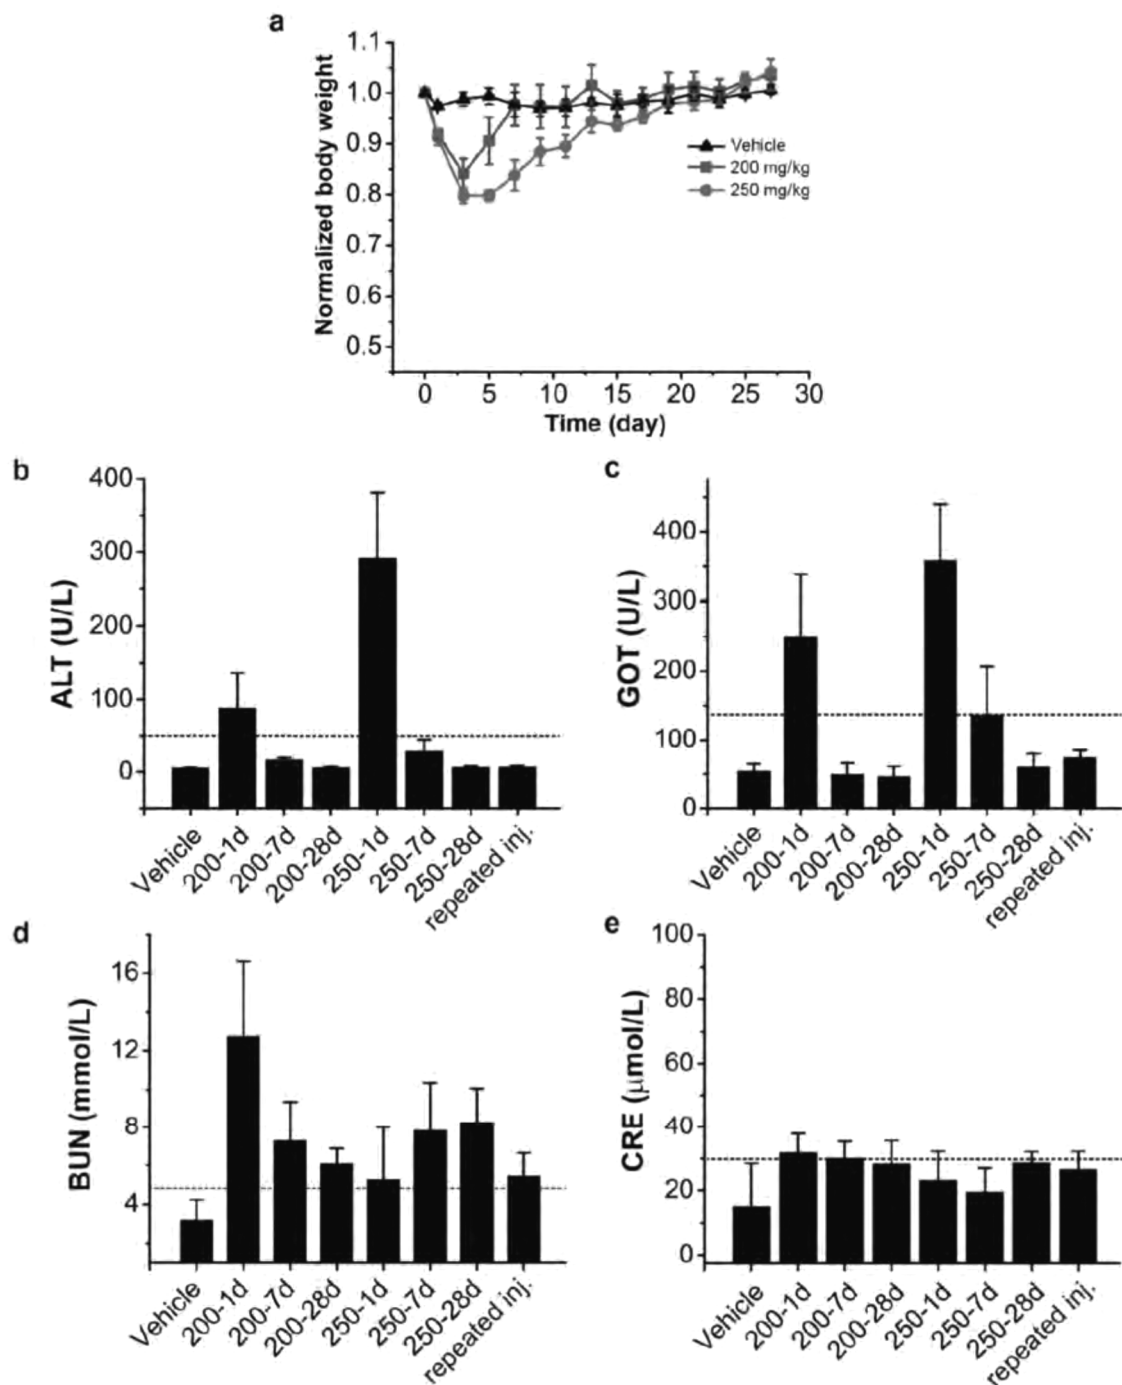 a
Normalized body weight
1.1
1.0
0.9
0.8
0.7
0.6
0.5
Vehicle
200 mg/kg
250 mg/kg
0 5 10 15 20 25 30
Time (day)
b
ALT (U/L)
400
300
200
100
0
Vehicle
200-1d
200-7d
200-28d
250-1d
250-7d
250-28d
repeated inj.
c
GOT (U/L)
400
300
200
100
0
Vehicle
200-1d
200-7d
200-28d
250-1d
250-7d
250-28d
repeated inj.
d
BUN (mmol/L)
16
12
8
4
Vehicle
200-1d
200-7d
200-28d
250-1d
250-7d
250-28d
repeated inj.
e
CRE (μmol/L)
100
80
60
40
20
0
Vehicle
200-1d
200-7d
200-28d
250-1d
250-7d
250-28d
repeated inj.